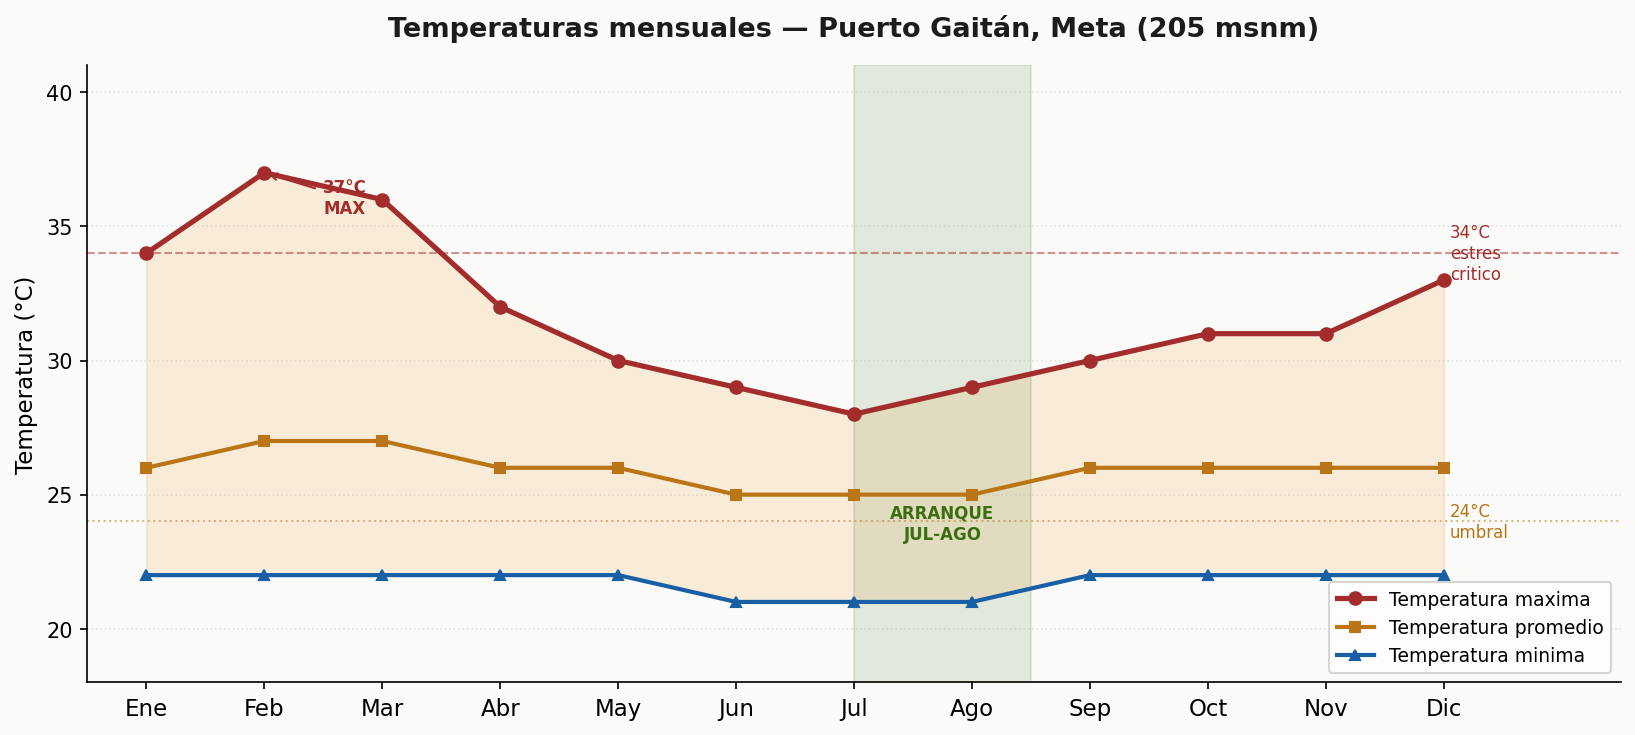 Temperaturas mensuales — Puerto Gaitán, Meta (205 msnm)
Temperatura (°C)
40
35
30
25
20
37°C
MAX
34°C
estres
critico
ARRANQUE
JUL-AGO
24°C
umbral
Temperatura maxima
Temperatura promedio
Temperatura minima
Ene Feb Mar Abr May Jun Jul Ago Sep Oct Nov Dic